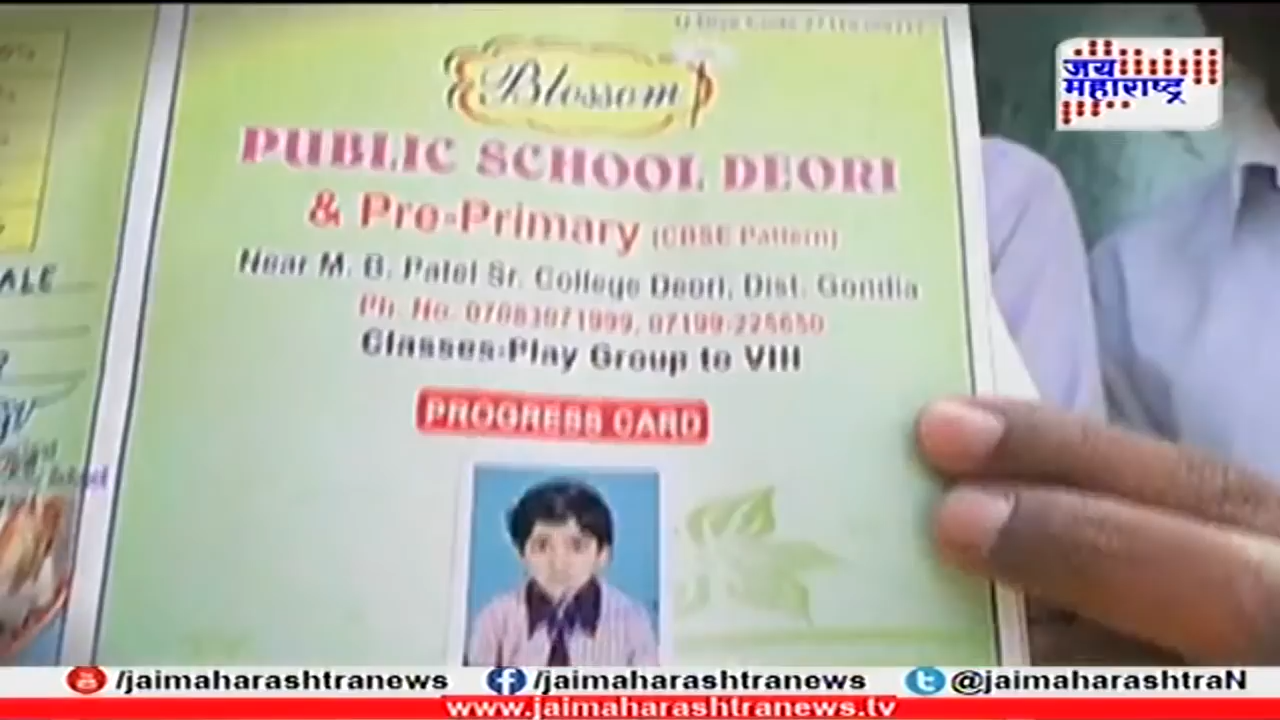 Blossom
PUBLIC SCHOOL DEORI
& Pre-Primary (CBSE Pattern)
Near M. B. Patel Sr. College Deori, Dist. Gondia
Ph. No. 07083071999, 07199-225650
Classes-Play Group to VIII
PROGRESS CARD
जय
महाराष्ट्र
ALE
/jaimaharashtranews
/jaimaharashtranews
@jaimaharashtraN
www.jaimaharashtranews.tv